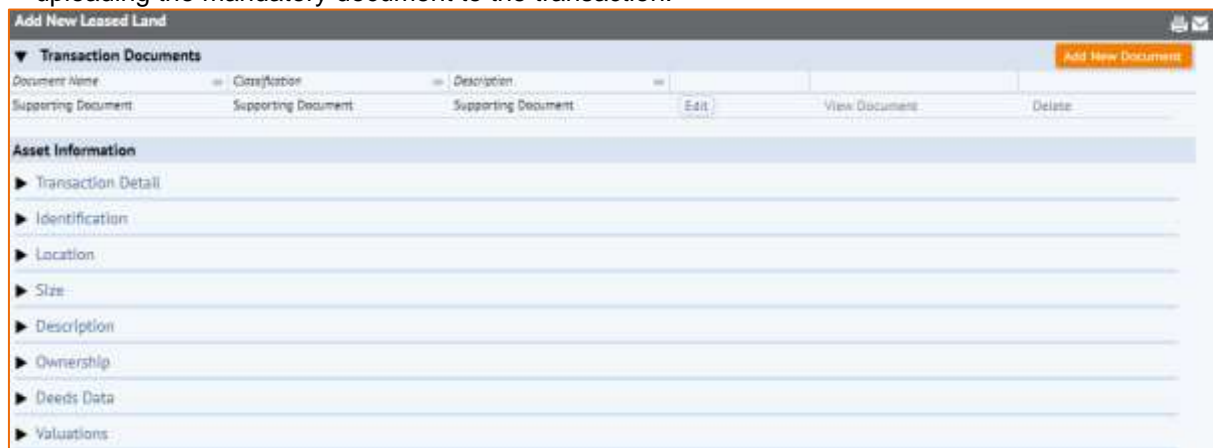 uploading the mandatory document to the transaction.
Add New Leased Land
Transaction Documents Add New Document
Document Name Classification Description
Supporting Document Supporting Document Supporting Document Edit View Document Delete
Asset Information
Transaction Detail
Identification
Location
Size
Description
Ownership
Deeds Data
Valuations